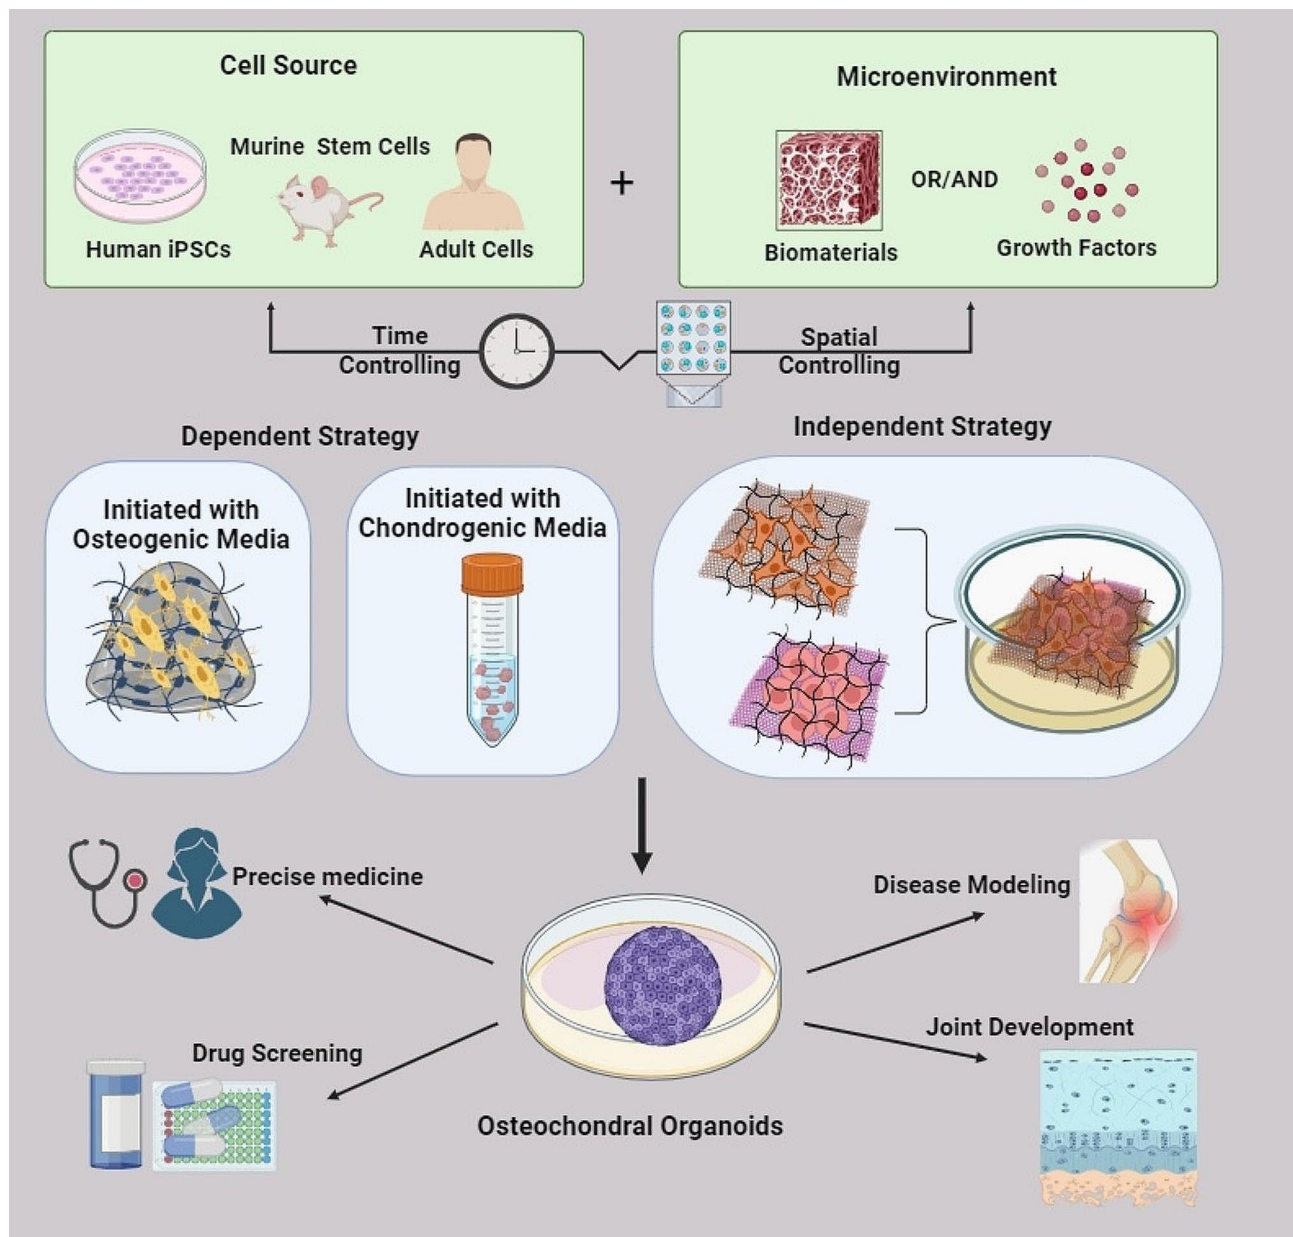 Cell Source
Murine Stem Cells
Human iPSCs
Adult Cells
+
Microenvironment
OR/AND
Biomaterials
Growth Factors
Time
Controlling
Spatial
Controlling
Dependent Strategy
Independent Strategy
Initiated with
Osteogenic Media
Initiated with
Chondrogenic Media
Precise medicine
Disease Modeling
Drug Screening
Joint Development
Osteochondral Organoids